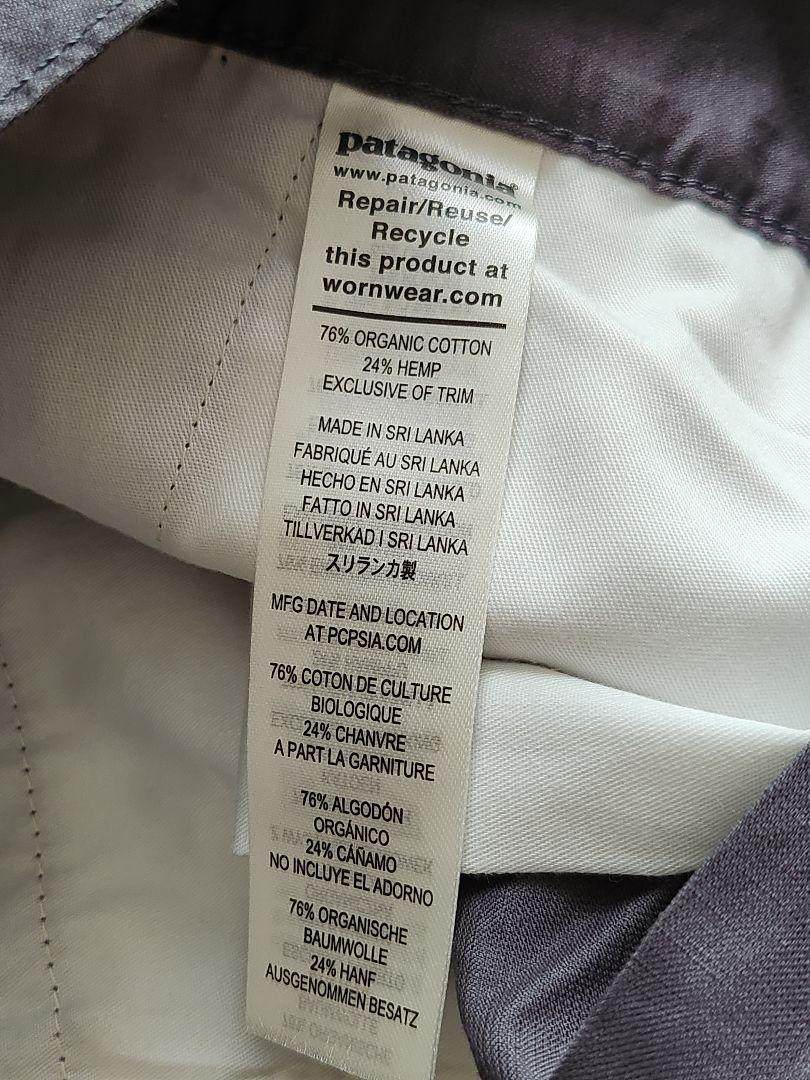 patagonia®
www.patagonia.com
Repair/Reuse/
Recycle
this product at
wornwear.com
76% ORGANIC COTTON
24% HEMP
EXCLUSIVE OF TRIM
MADE IN SRI LANKA
FABRIQUÉ AU SRI LANKA
HECHO EN SRI LANKA
FATTO IN SRI LANKA
TILLVERKAD I SRI LANKA
スリランカ製
MFG DATE AND LOCATION
AT PCPSIA.COM
76% COTON DE CULTURE
BIOLOGIQUE
24% CHANVRE
A PART LA GARNITURE
76% ALGODÓN
ORGÁNICO
24% CÁÑAMO
NO INCLUYE EL ADORNO
76% ORGANISCHE
BAUMWOLLE
24% HANF
AUSGENOMMEN BESATZ